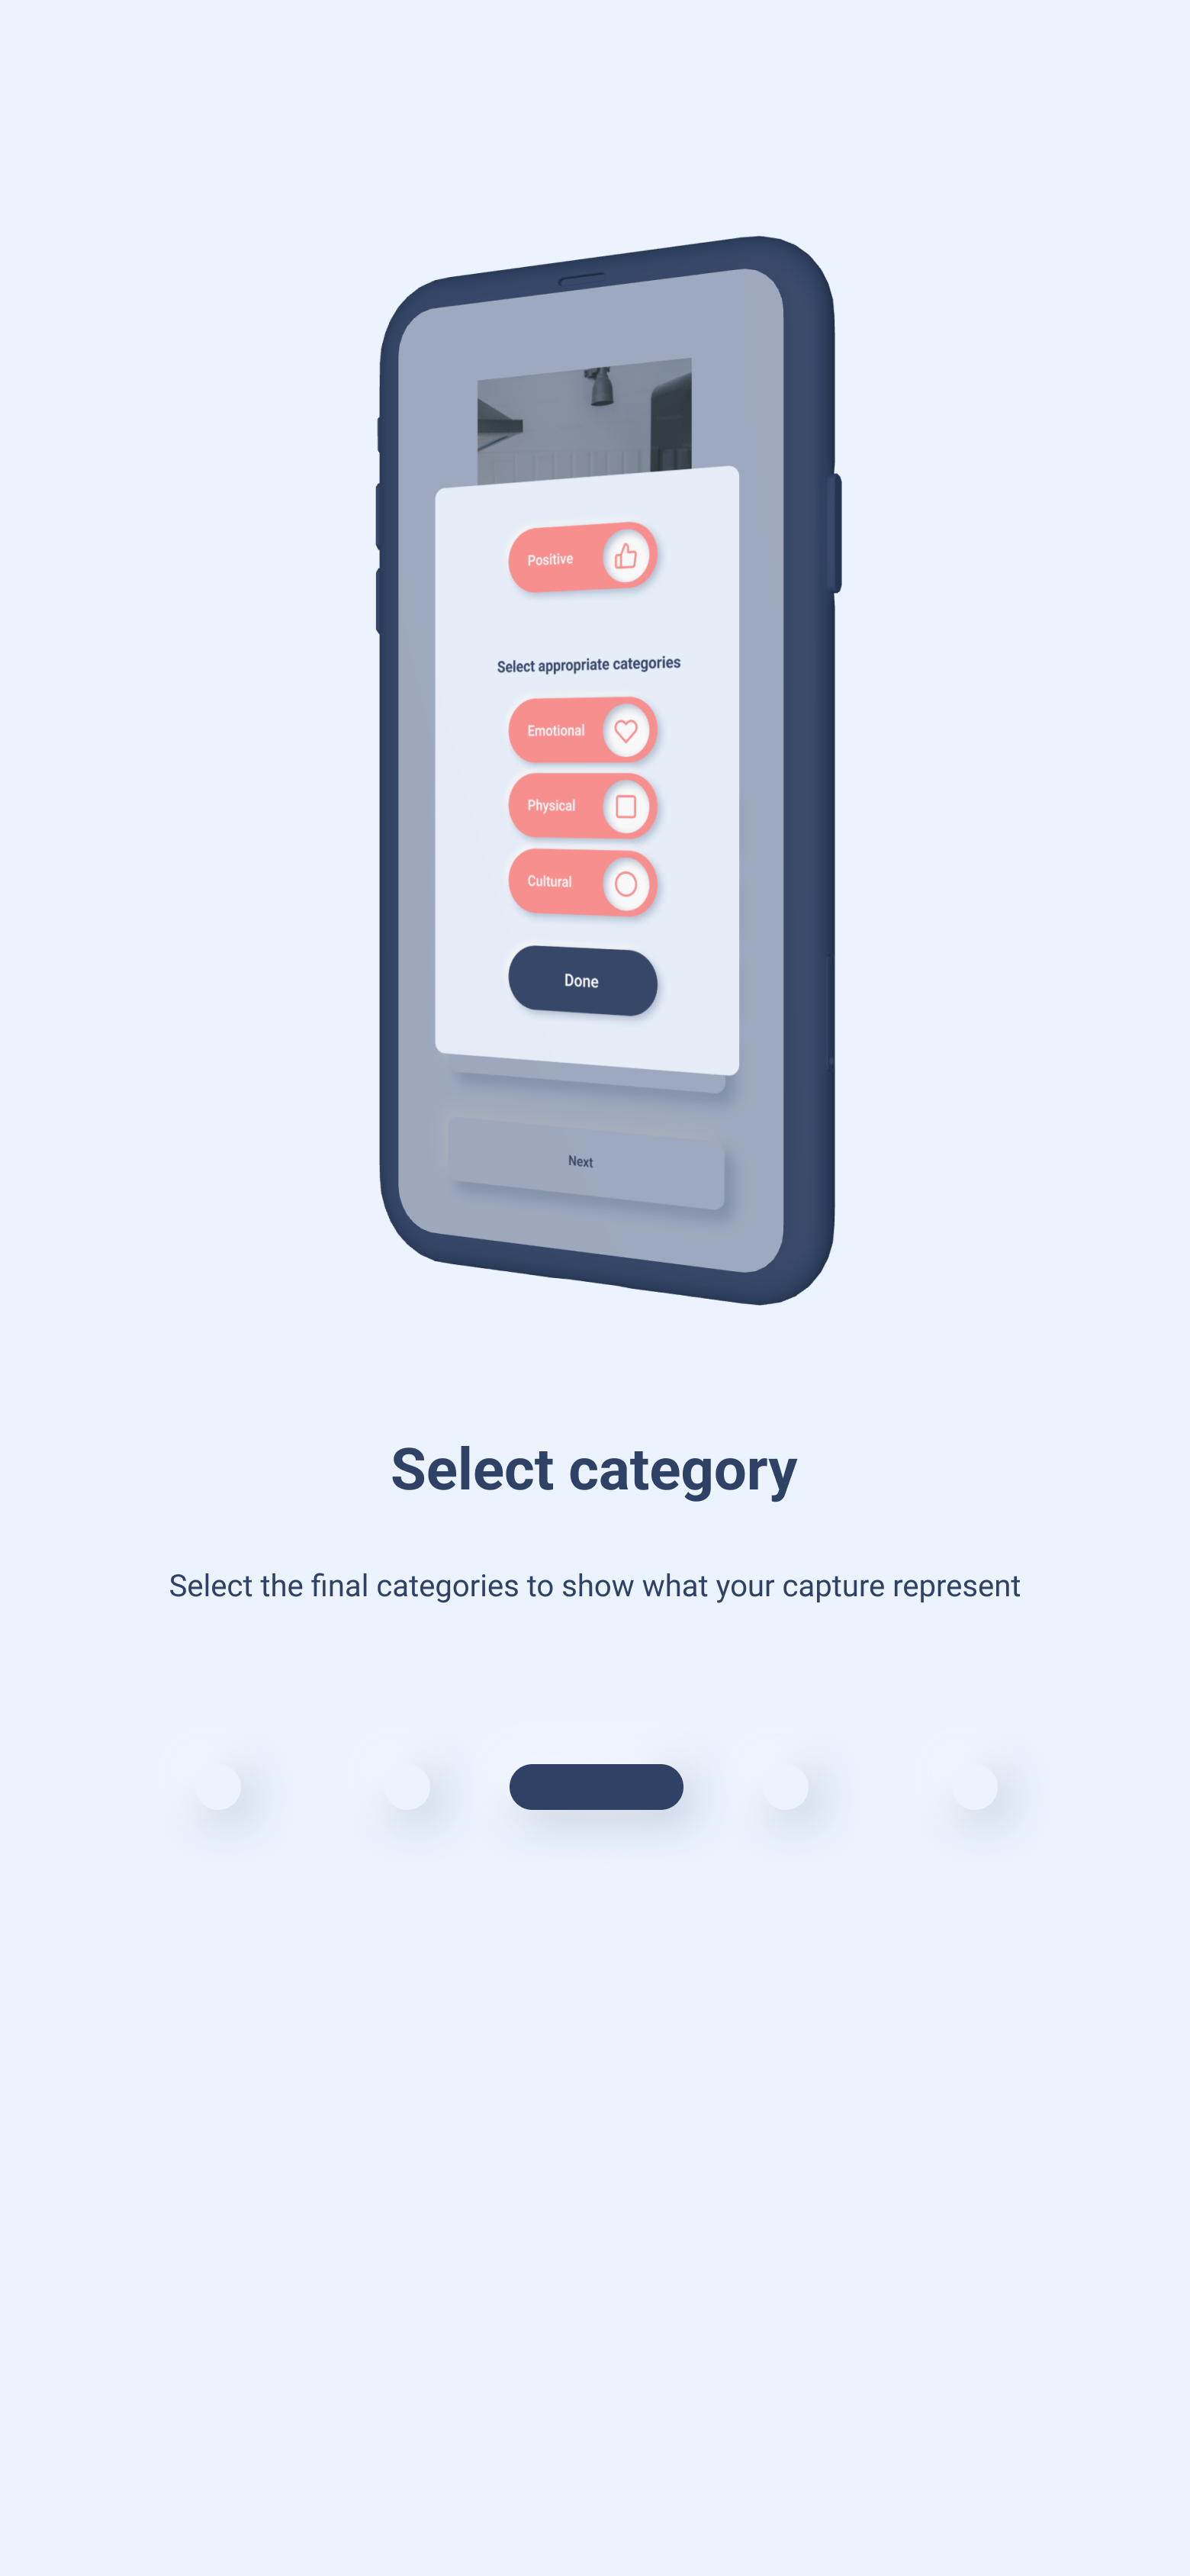 Positive
Select appropriate categories
Emotional
Physical
Cultural
Done
Next
Select category
Select the final categories to show what your capture represent